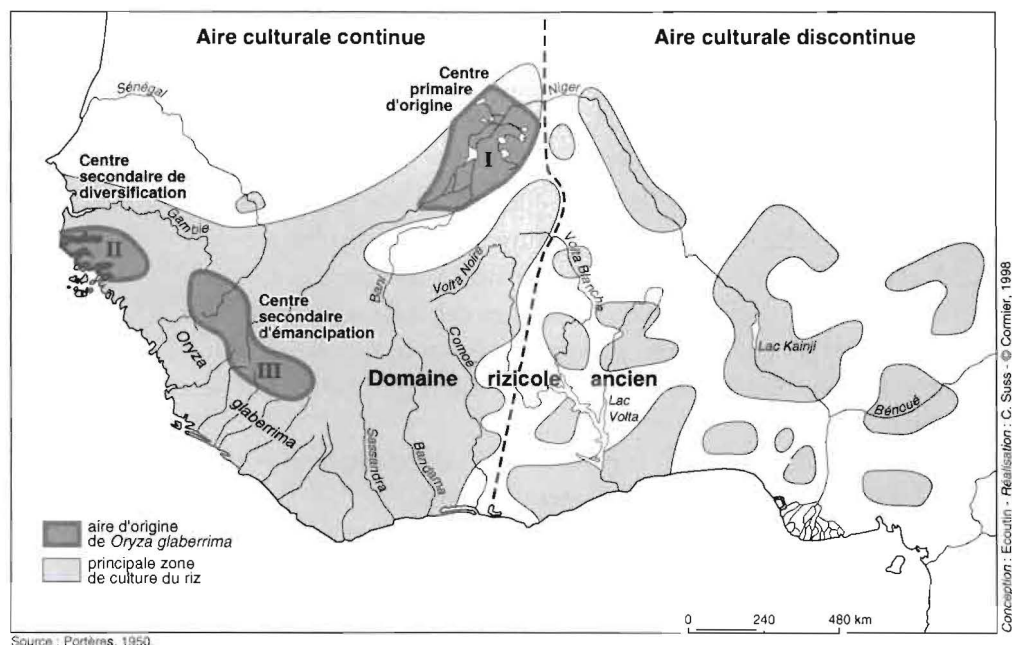 Aire culturale continue
Aire culturale discontinue
Centre
primaire
d'origine
Sénégal
Niger
I
Centre
secondaire de
diversification
Gambie
II
Bani
Volta Noire
Volta Blanche
Centre
secondaire
d'émancipation
III
Oryza
glaberrima
Comoe
Domaine rizicole ancien
Lac Kainji
Lac
Volta
Bénoué
Sassandra
Bandama
aire d'origine
de Oryza glaberrima
principale zone
de culture du riz
0 240 480 km
Source : Portères, 1950.
Conception : Ecoutin - Réalisation : C. Suss - © Cormier, 1998